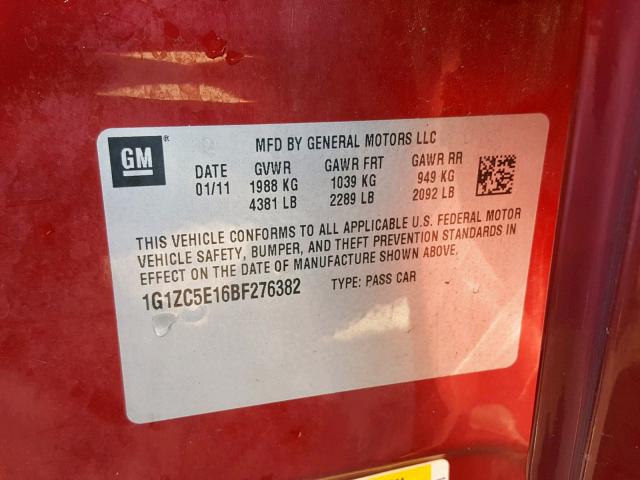 GM®
MFD BY GENERAL MOTORS LLC
DATE GVWR GAWR FRT GAWR RR
01/11 1988 KG 1039 KG 949 KG
4381 LB 2289 LB 2092 LB
THIS VEHICLE CONFORMS TO ALL APPLICABLE U.S. FEDERAL MOTOR
VEHICLE SAFETY, BUMPER, AND THEFT PREVENTION STANDARDS IN
EFFECT ON THE DATE OF MANUFACTURE SHOWN ABOVE.
1G1ZC5E16BF276382 TYPE: PASS CAR